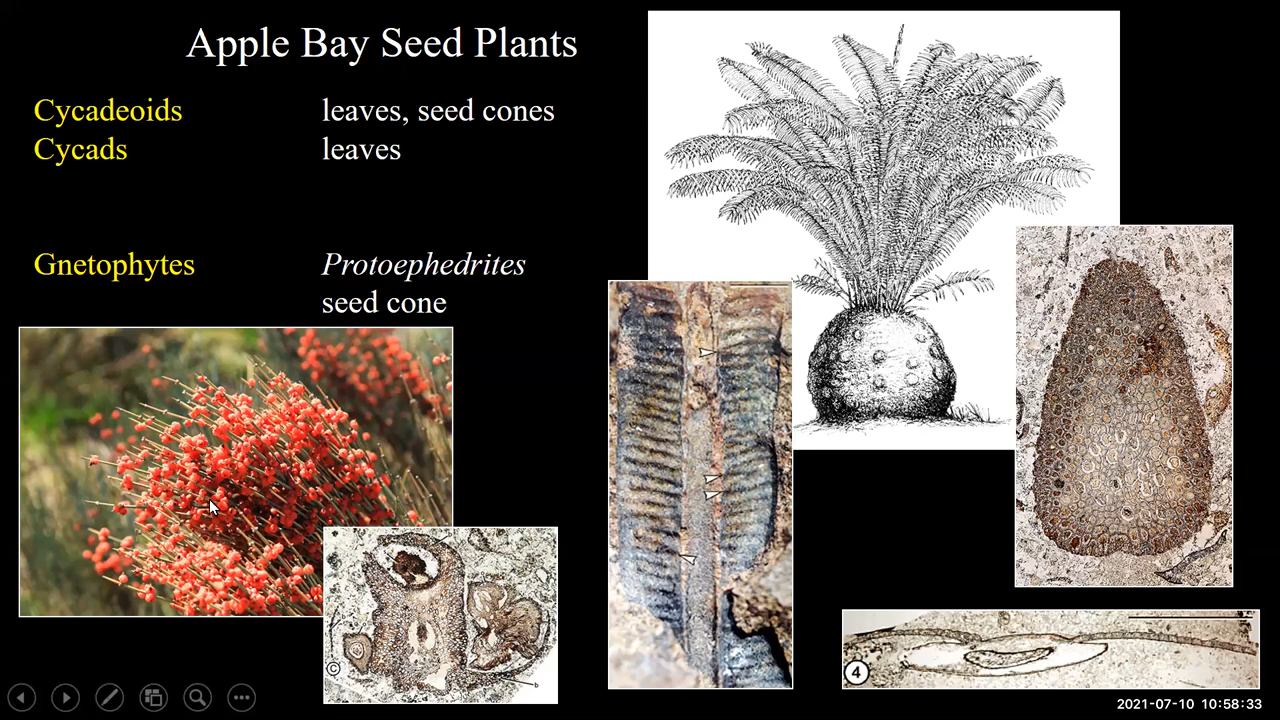 Apple Bay Seed Plants
Cycadeoids leaves, seed cones
Cycads leaves
Gnetophytes Protoephedrites
seed cone
C
b
4
2021-07-10 10:58:33